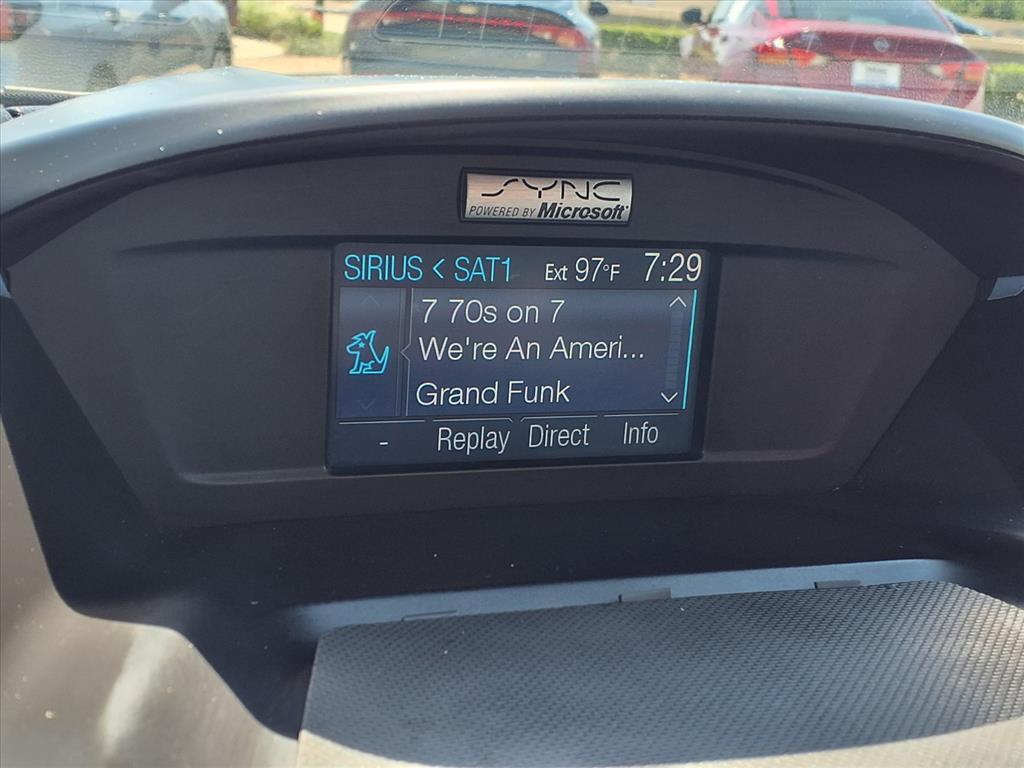 SYNC
POWERED BY Microsoft
SIRIUS < SAT1 Ext 97°F 7:29
7 70s on 7
We're An Ameri...
Grand Funk
- Replay Direct Info